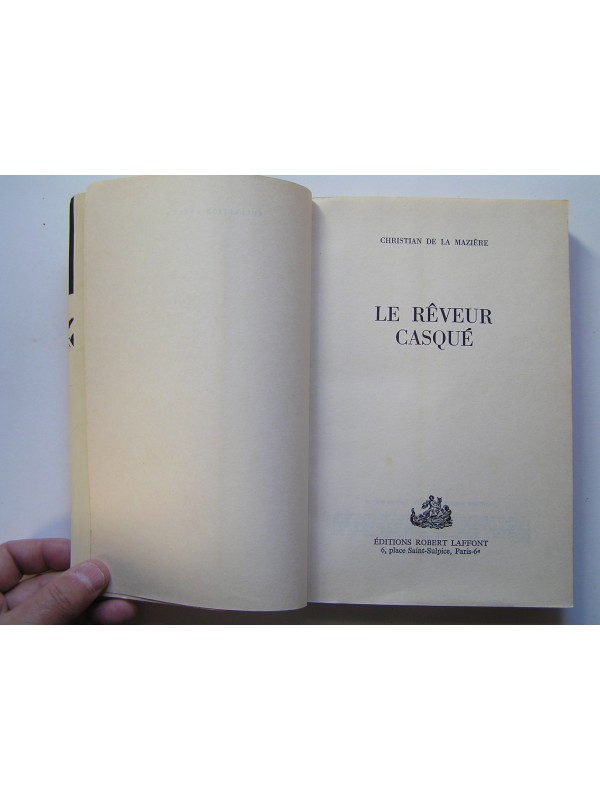 CHRISTIAN DE LA MAZIÈRE
LE RÊVEUR
CASQUÉ
ÉDITIONS ROBERT LAFFONT
6, place Saint-Sulpice, Paris-6e